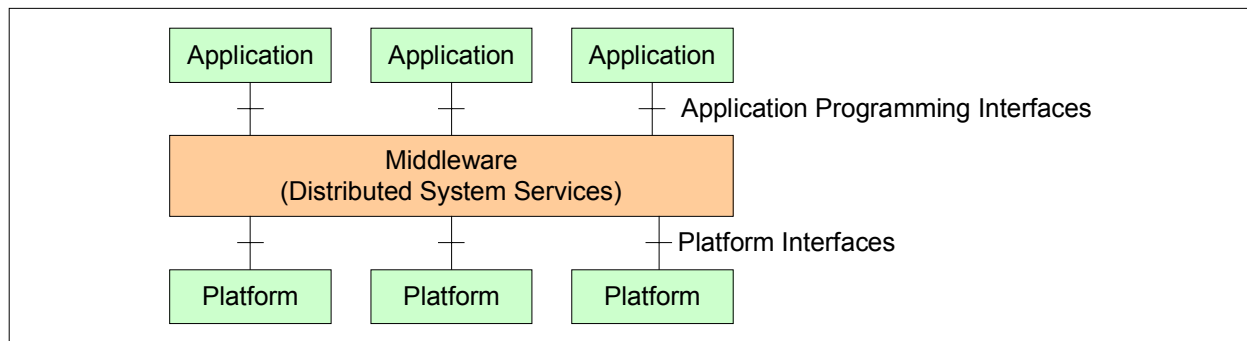 Application Application Application
Application Programming Interfaces
Middleware
(Distributed System Services)
Platform Interfaces
Platform Platform Platform